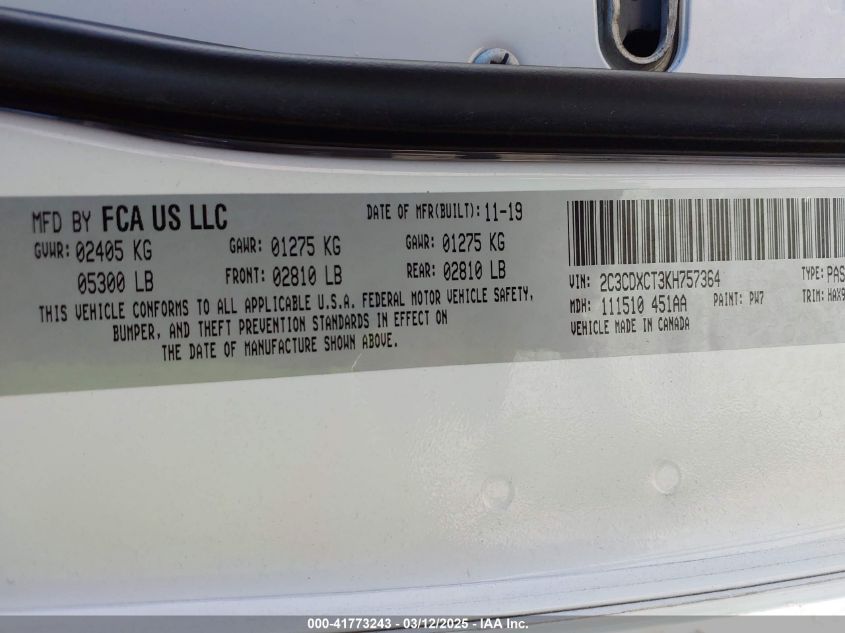 MFD BY FCA US LLC
DATE OF MFR(BUILT): 11-19
GVWR: 02405 KG
GAWR: 01275 KG
GAWR: 01275 KG
05300 LB
FRONT: 02810 LB
REAR: 02810 LB
THIS VEHICLE CONFORMS TO ALL APPLICABLE U.S.A. FEDERAL MOTOR VEHICLE SAFETY,
BUMPER, AND THEFT PREVENTION STANDARDS IN EFFECT ON
THE DATE OF MANUFACTURE SHOWN ABOVE.
VIN: 2C3CDXCT3KH757364
TYPE: PAS
MDH: 111510 451AA
PAINT: PW7
TRIM: HAX9
VEHICLE MADE IN CANADA
000-41773243 - 03/12/2025 - IAA Inc.